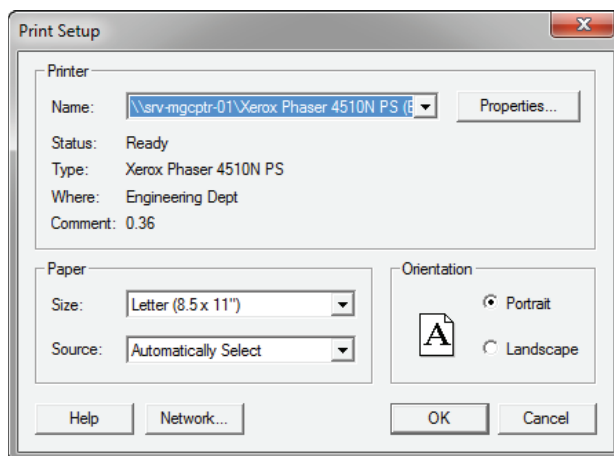 Print Setup
Printer
Name: \\srv-mgcptr-01\Xerox Phaser 4510N PS (E Properties...
Status: Ready
Type: Xerox Phaser 4510N PS
Where: Engineering Dept
Comment: 0.36
Paper
Orientation
Size: Letter (8.5 x 11") Portrait
A
Source: Automatically Select Landscape
Help Network... OK Cancel